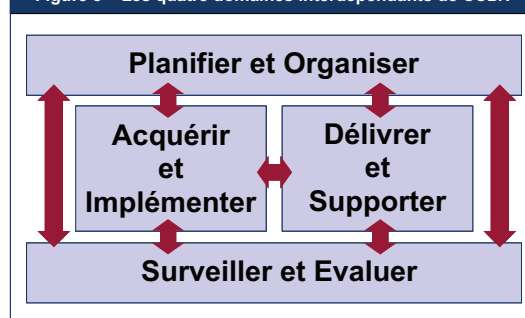 Planifier et Organiser
Acquérir
et
Implémenter
Délivrer
et
Supporter
Surveiller et Evaluer